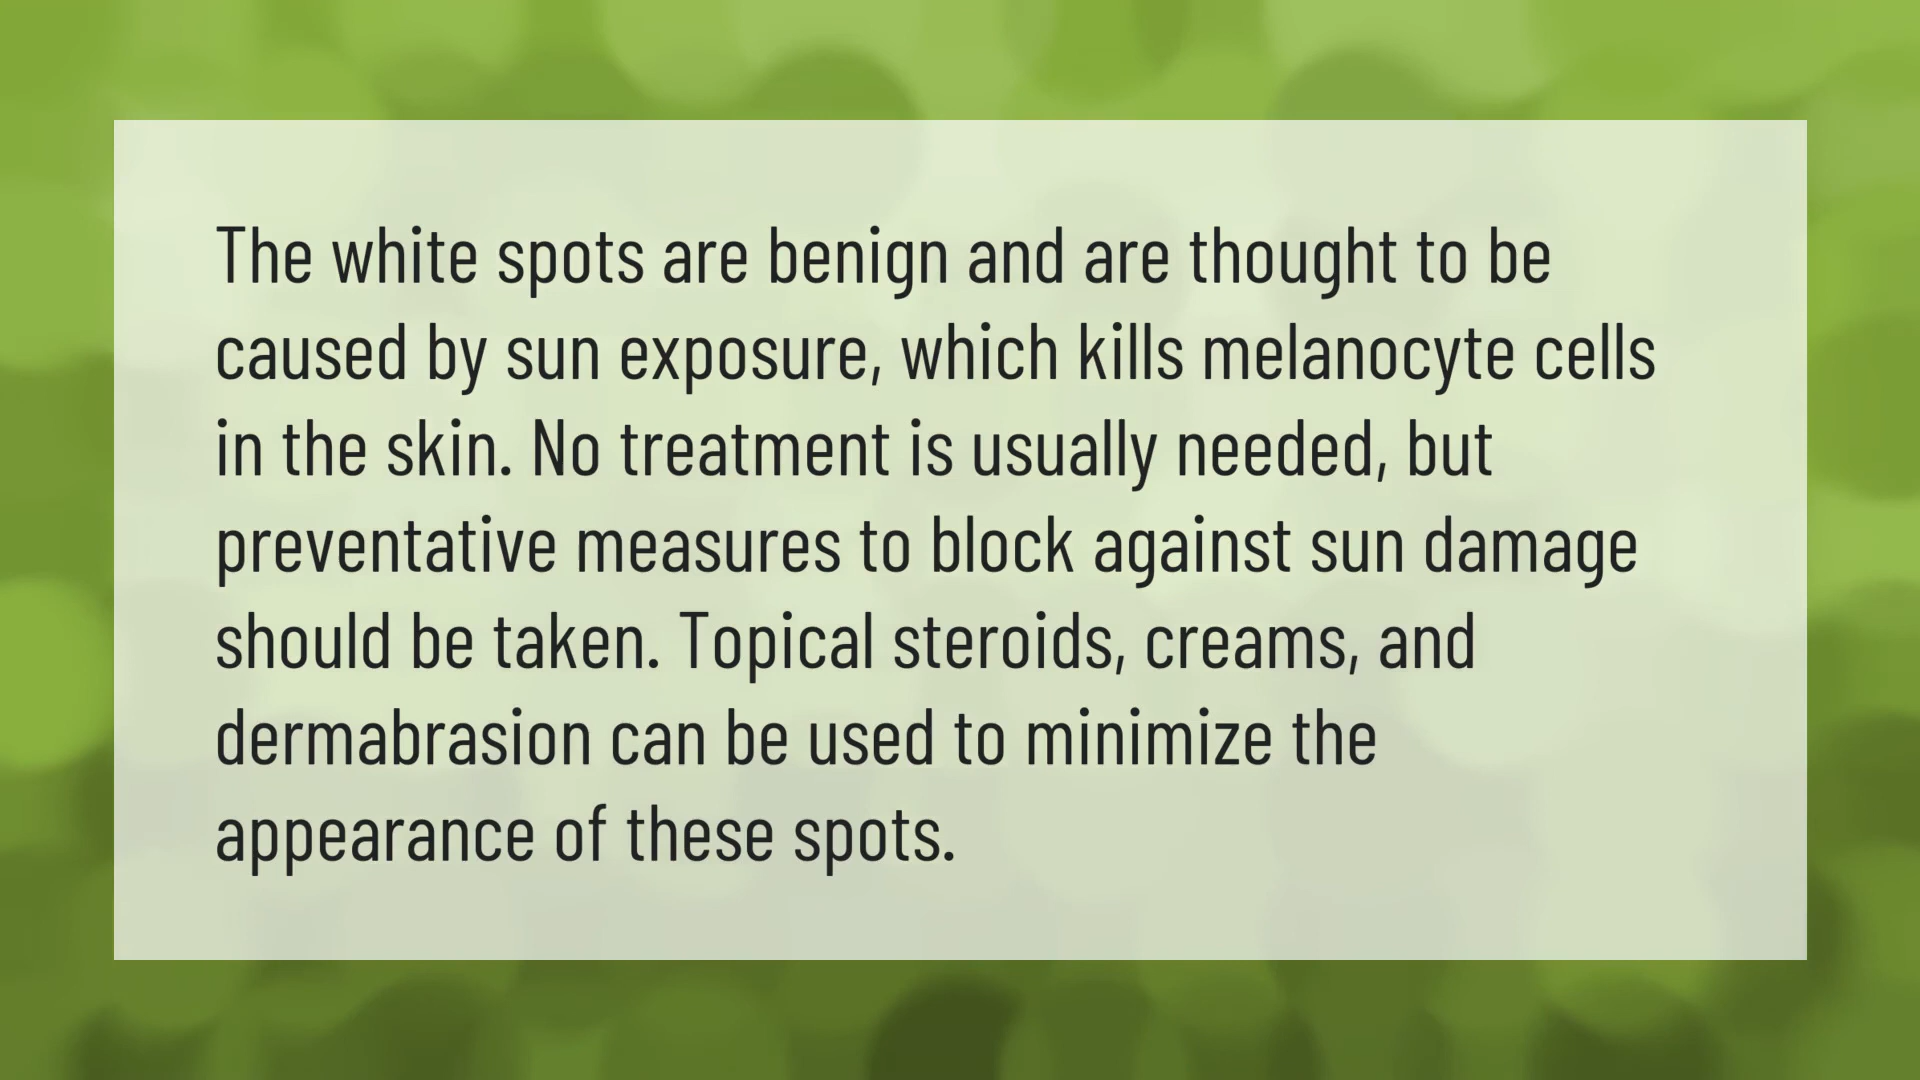 The white spots are benign and are thought to be
caused by sun exposure, which kills melanocyte cells
in the skin. No treatment is usually needed, but
preventative measures to block against sun damage
should be taken. Topical steroids, creams, and
dermabrasion can be used to minimize the
appearance of these spots.